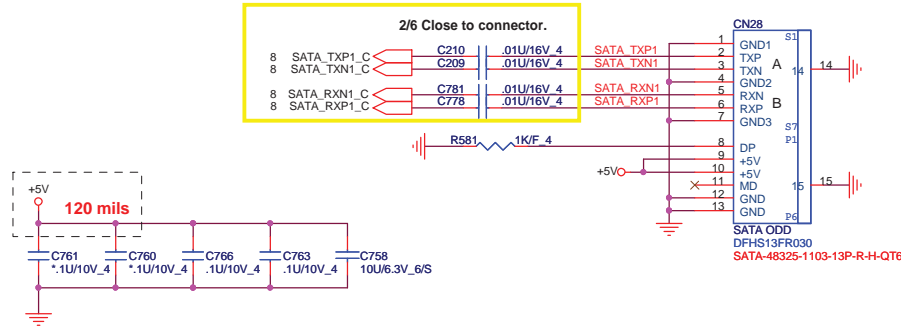 2/6 Close to connector.
CN28
8 SATA_TXP1_C C210 .01U/16V_4 SATA_TXP1
8 SATA_TXN1_C C209 .01U/16V_4 SATA_TXN1
8 SATA_RXN1_C C781 .01U/16V_4 SATA_RXN1
8 SATA_RXP1_C C778 .01U/16V_4 SATA_RXP1
1 GND1 S1
2 TXP A
3 TXN 14 14
4 GND2
5 RXN B
6 RXP
7 GND3 S7
P1
R581 1K/F_4 8 DP
9 +5V
+5V 10 +5V
11 MD 15 15
12 GND
13 GND P6
SATA ODD
DFHS13FR030
SATA-48325-1103-13P-R-H-QT6
+5V
120 mils
C761 C760 C766 C763 C758
*.1U/10V_4 *.1U/10V_4 .1U/10V_4 .1U/10V_4 10U/6.3V_6/S